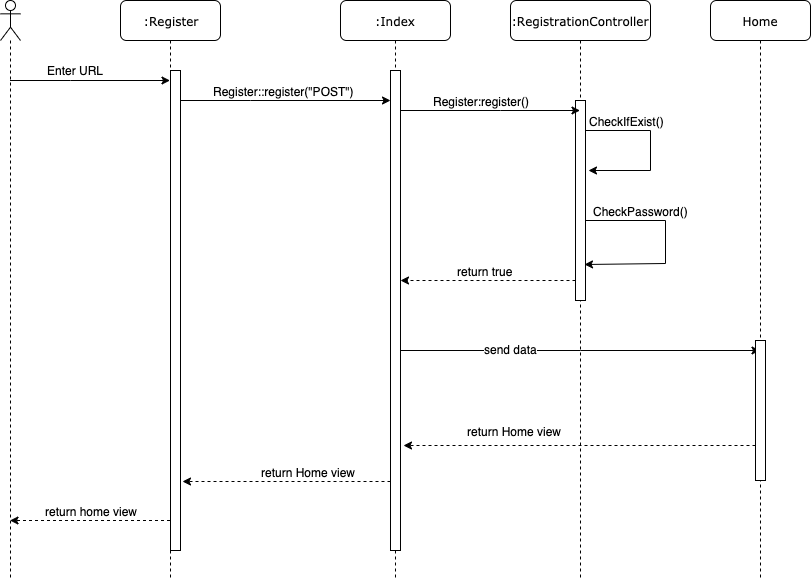 :Register
:Index
:RegistrationController
Home
Enter URL
Register::register("POST")
Register:register()
CheckIfExist()
CheckPassword()
return true
send data
return Home view
return Home view
return home view